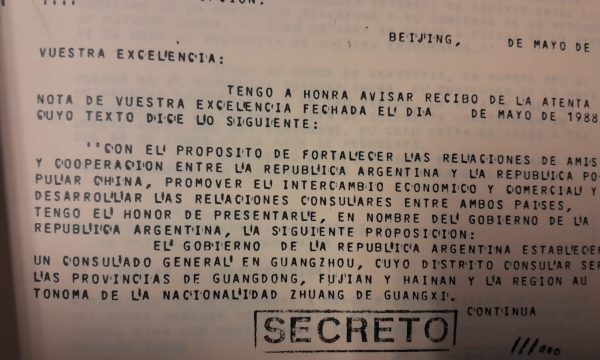 BEIJING, DE MAYO DE
VUESTRA EXCELENCIA:
TENGO A HONRA AVISAR RECIBO DE LA ATENTA
NOTA DE VUESTRA EXCELENCIA FECHADA EL DIA DE MAYO DE 1988
CUYO TEXTO DICE LO SIGUIENTE:
''CON EL PROPOSITO DE FORTALECER LAS RELACIONES DE AMIS
Y COOPERACION ENTRE LA REPUBLICA ARGENTINA Y LA REPUBLICA PO-
PULAR CHINA, PROMOVER EL INTERCAMBIO ECONOMICO Y COMERCIAL Y
DESARROLLAR LAS RELACIONES CONSULARES ENTRE AMBOS PAISES,
TENGO EL HONOR DE PRESENTARLE, EN NOMBRE DEL GOBIERNO DE LA
REPUBLICA ARGENTINA, LA SIGUIENTE PROPOSICION:
EL GOBIERNO DE LA REPUBLICA ARGENTINA ESTABLECER
UN CONSULADO GENERAL EN GUANGZHOU, CUYO DISTRITO CONSULAR SER
LAS PROVINCIAS DE GUANGDONG, FUJIAN Y HAINAN Y LA REGION AU
TONOMA DE LA NACIONALIDAD ZHUANG DE GUANGXI.
CONTINUA
SECRETO